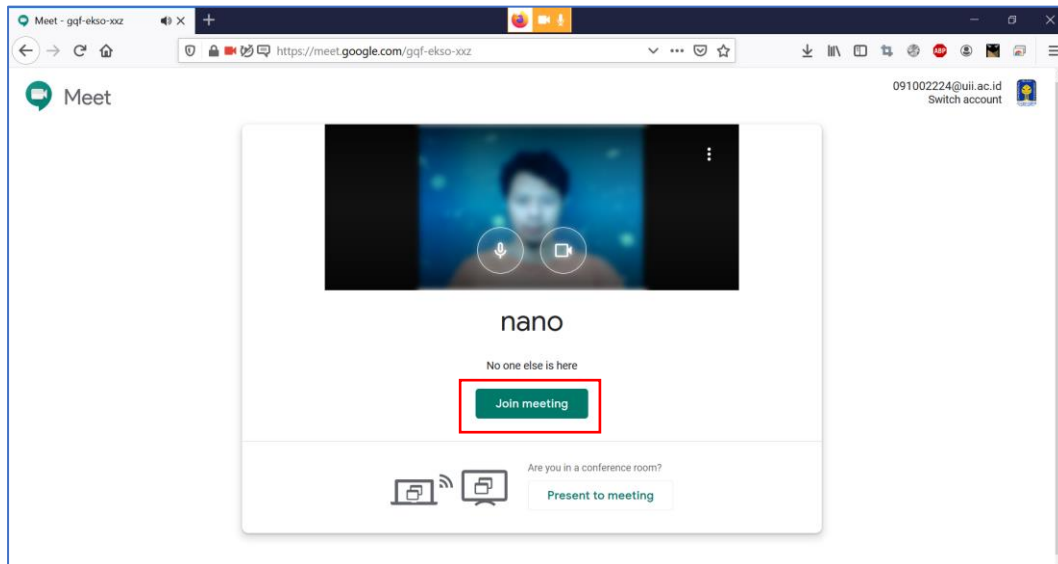 Meet - gqf-ekso-xxz
https://meet.google.com/gqf-ekso-xxz
ABP
Meet
091002224@uii.ac.id
Switch account
nano
No one else is here
Join meeting
Are you in a conference room?
Present to meeting